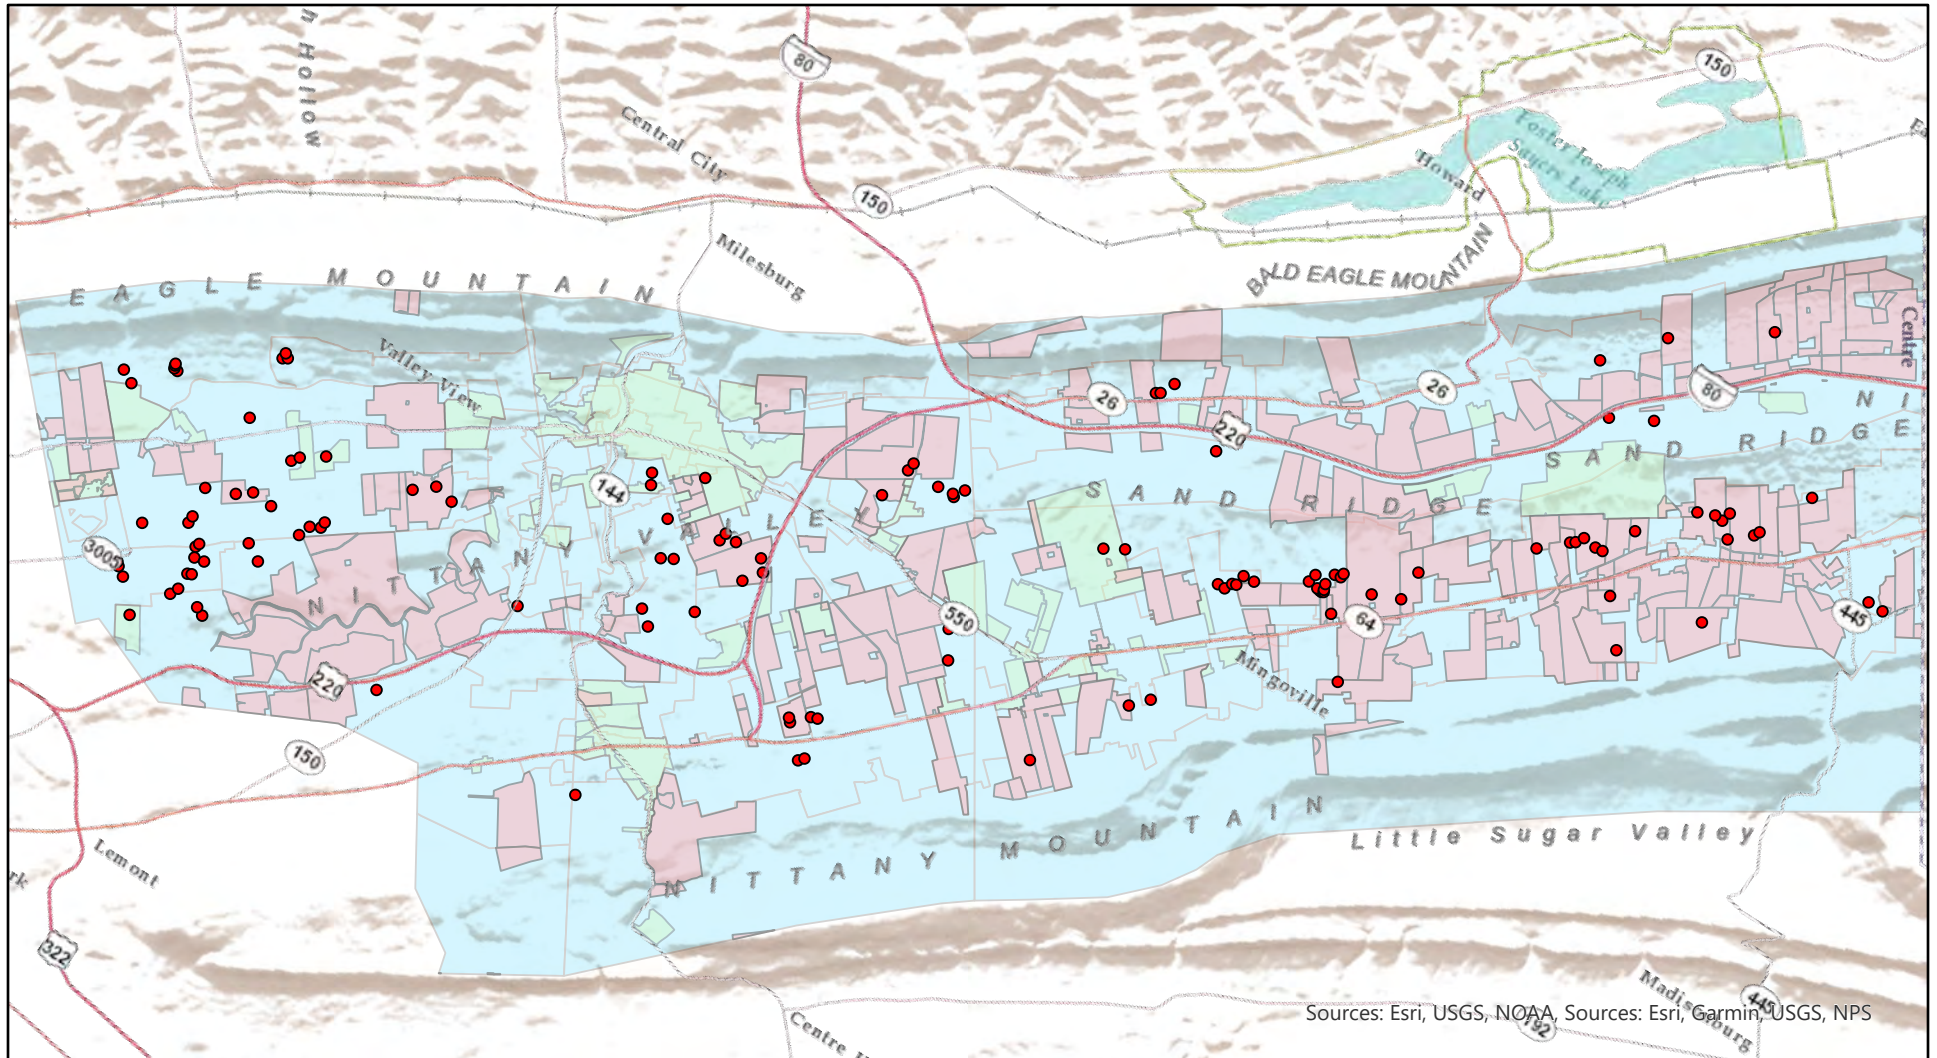 h Hollow
80
150
Central City
Foster Joseph
Sayers Lake
Howard
150
Milesburg
BALD EAGLE MOUNTAIN
EAGLE MOUNTAIN
Centre
Valley View
26
26
80
NI
220
SAND RIDGE
144
SAND RIDGE
VALLEY
3005
NITTANY
550
64
445
Mingoville
220
150
NITTANY MOUNTAIN
Little Sugar Valley
Lemont
rk
322
Madisonburg
445
Sources: Esri, USGS, NOAA, Sources: Esri, Garmin, USGS, NPS
192
Centre